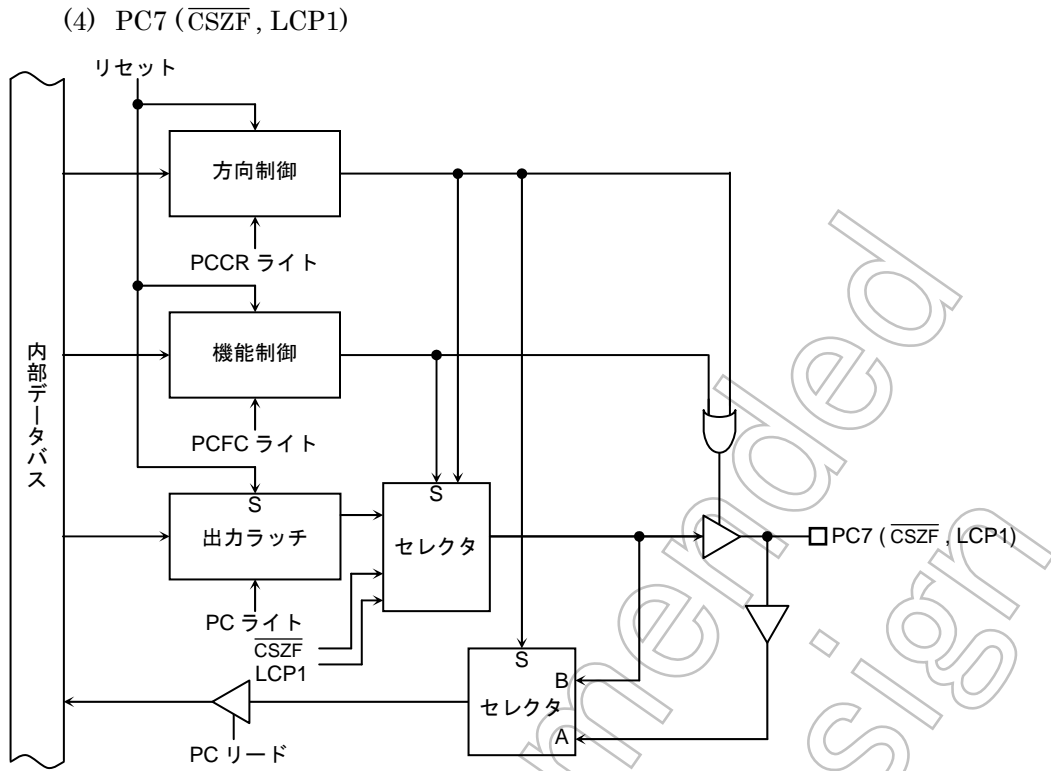 (4) PC7 (CSZF, LCP1)
リセット
方向制御
PCCR ライト
内部データバス
機能制御
PCFC ライト
S
出力ラッチ
PC ライト
S
セレクタ
CSZF
LCP1
PC7 (CSZF, LCP1)
S
B
セレクタ
A
PC リード
mended
sign